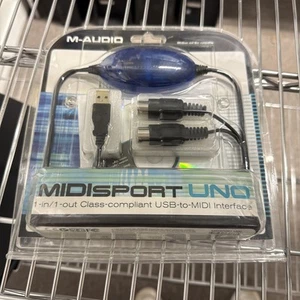 M-AUDIO
MIDISPORT UNO
1-in/1-out Class-compliant USB-to-MIDI Interface